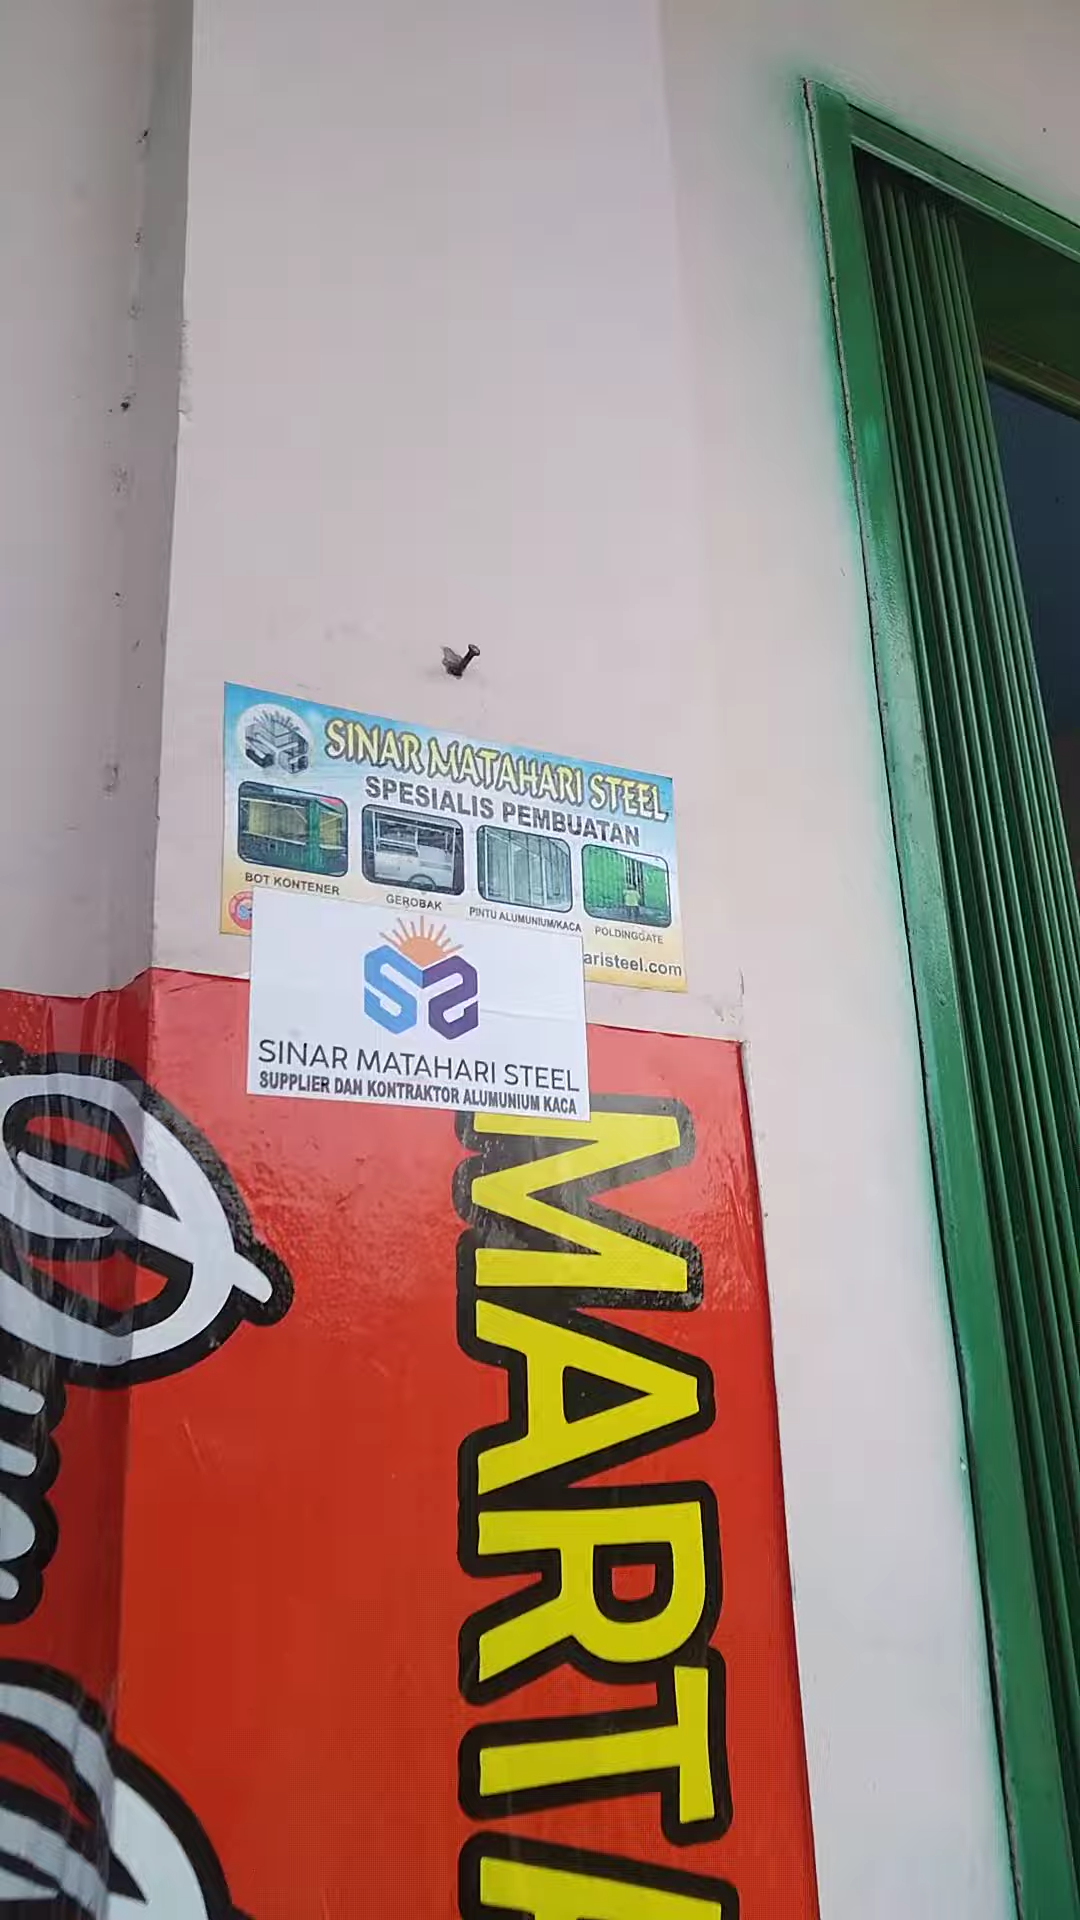 SINAR MATAHARI STEEL
SPESIALIS PEMBUATAN
BOT KONTENER
GEROBAK
PINTU ALUMUNIUM/KACA
POLDINGGATE
aristeel.com
SINAR MATAHARI STEEL
SUPPLIER DAN KONTRAKTOR ALUMUNIUM KACA
MARTA